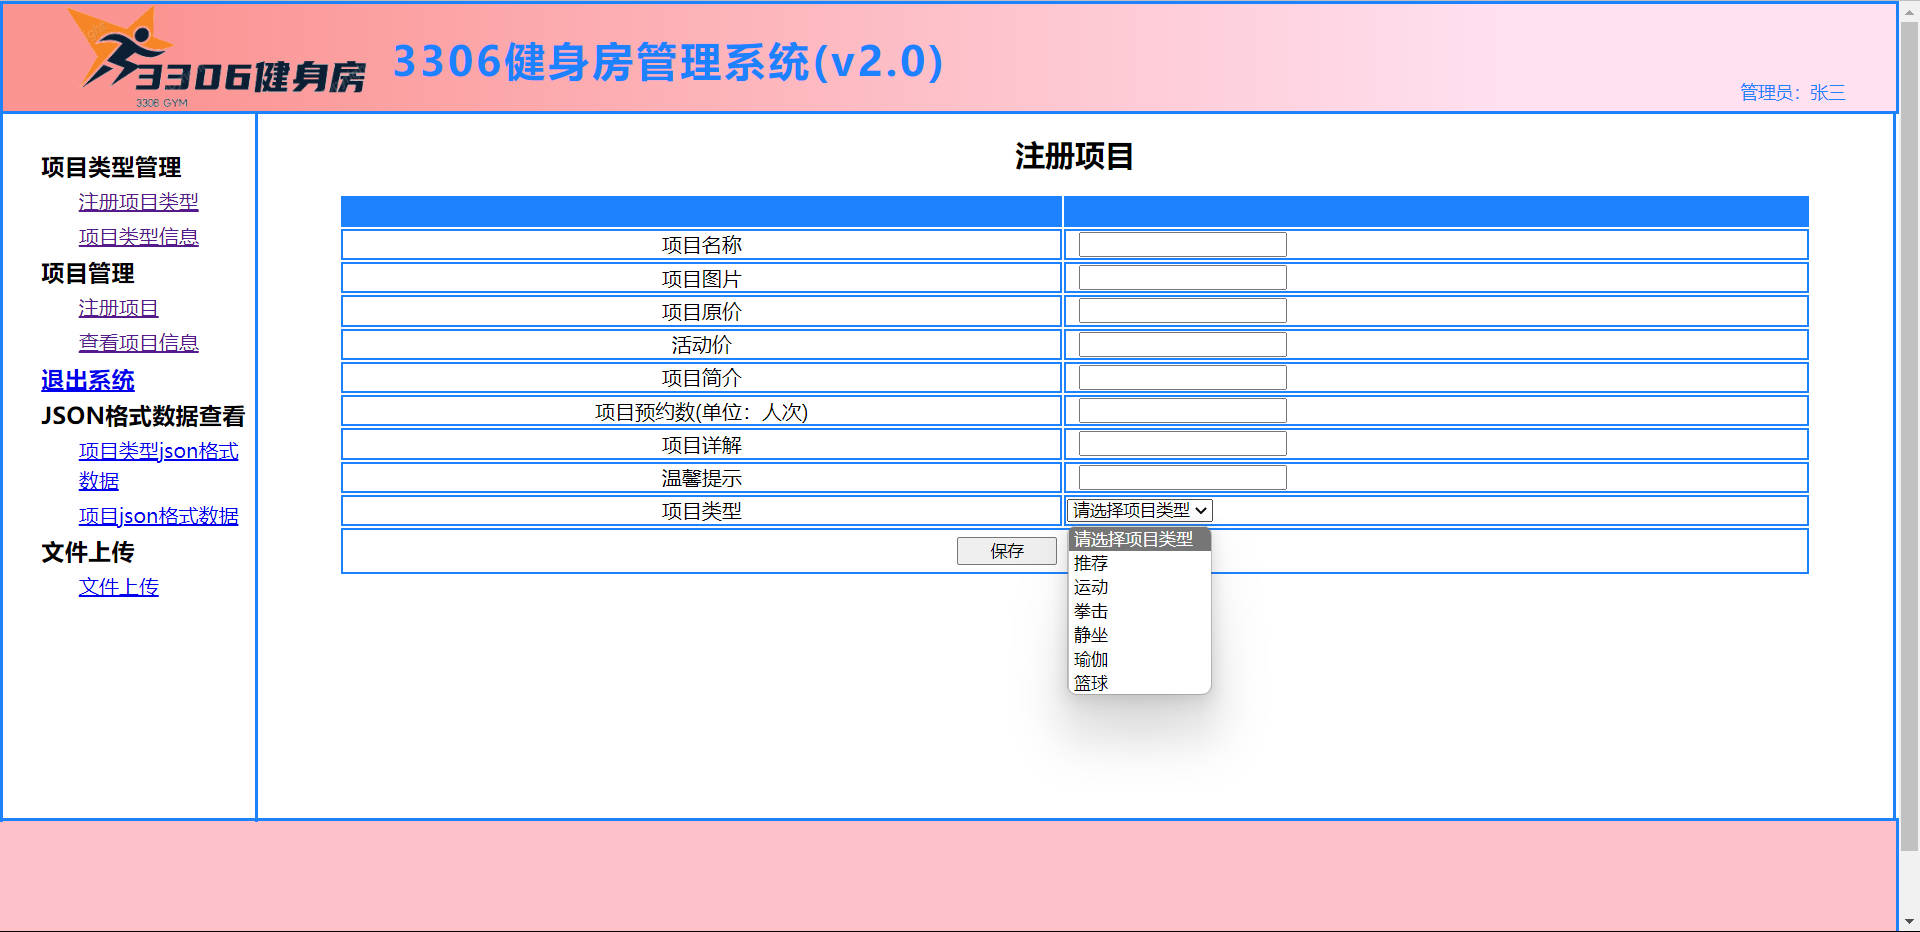 3306健身房
3306 GYM
3306健身房管理系统(v2.0)
管理员：张三
项目类型管理
注册项目类型
项目类型信息
项目管理
注册项目
查看项目信息
退出系统
JSON格式数据查看
项目类型json格式
数据
项目json格式数据
文件上传
文件上传
注册项目
项目名称
项目图片
项目原价
活动价
项目简介
项目预约数(单位：人次)
项目详解
温馨提示
项目类型
请选择项目类型
保存
请选择项目类型
推荐
运动
拳击
静坐
瑜伽
篮球